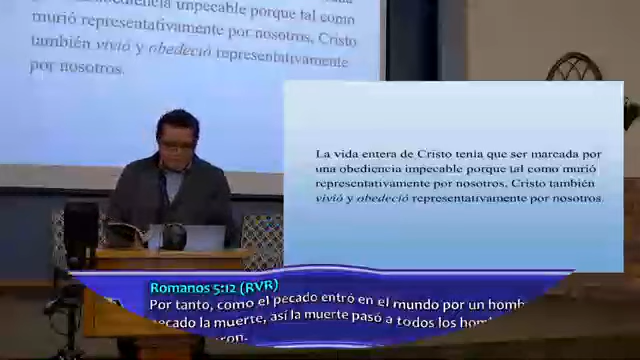 obediencia impecable porque tal como
murió representativamente por nosotros, Cristo
también vivió y obedeció representativamente
por nosotros.
La vida entera de Cristo tenía que ser marcada por
una obediencia impecable porque tal como murió
representativamente por nosotros, Cristo también
vivió y obedeció representativamente por nosotros.
Romanos 5:12 (RVR)
Por tanto, como el pecado entró en el mundo por un
la muerte, así la muerte pasó a todos los